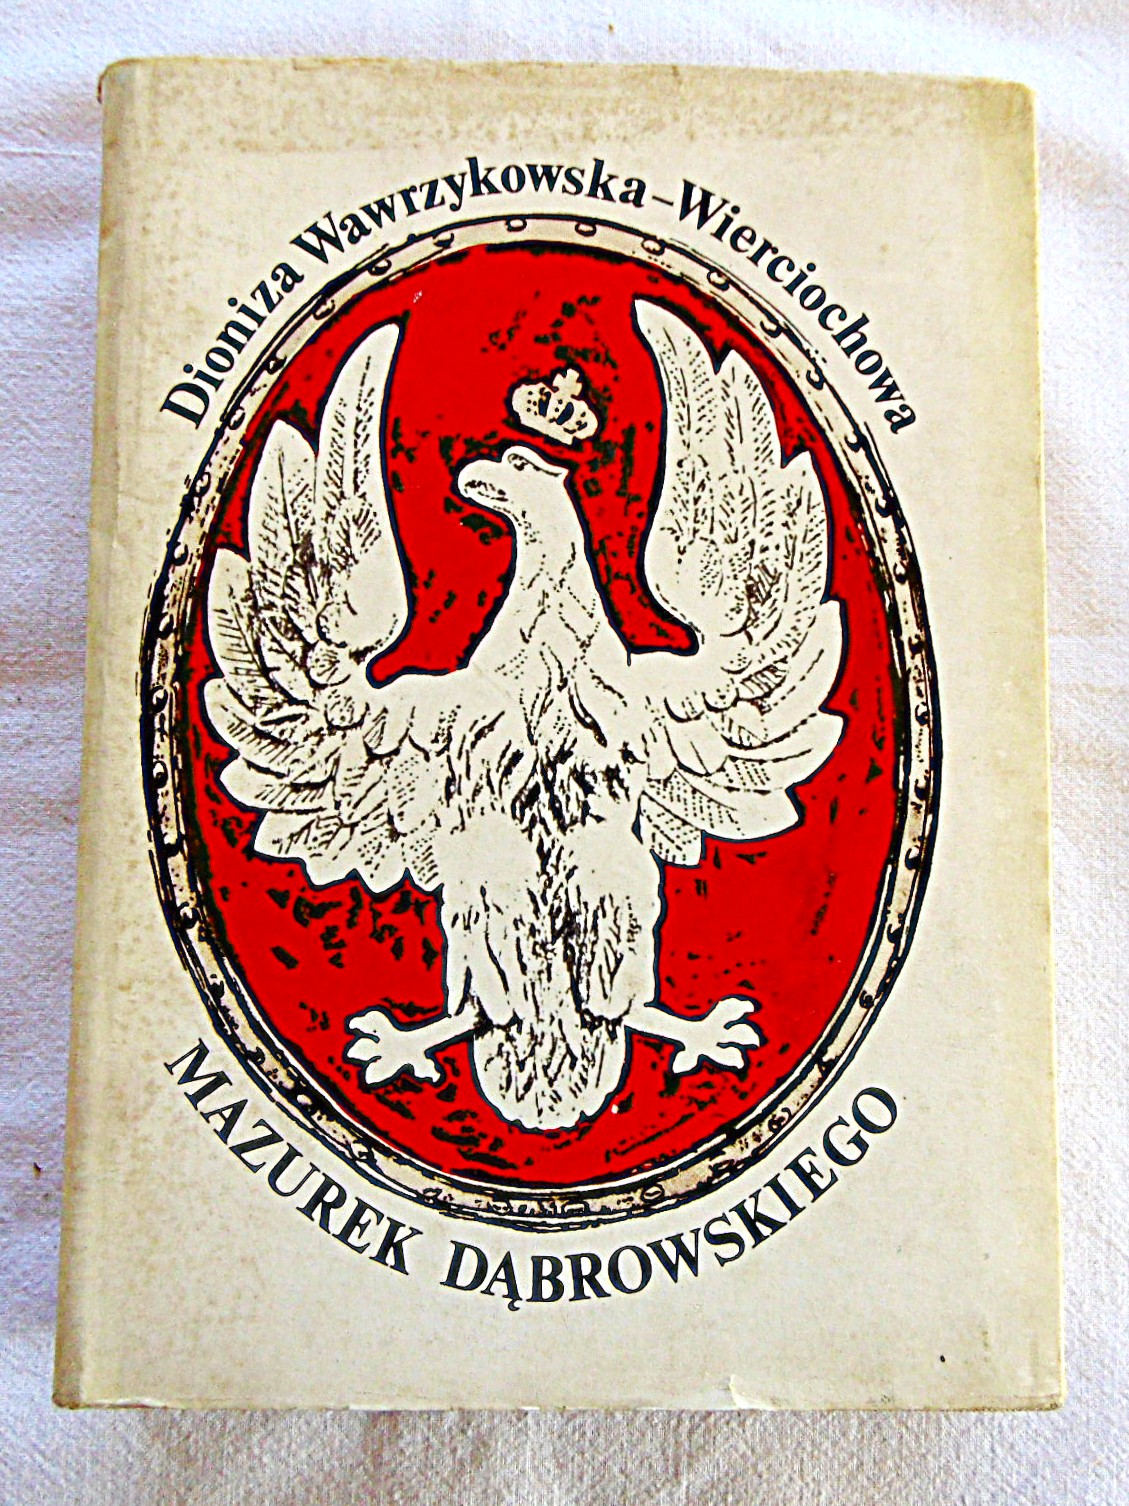 Dioniza Wawrzykowska-Wierciochowa
MAZUREK DĄBROWSKIEGO